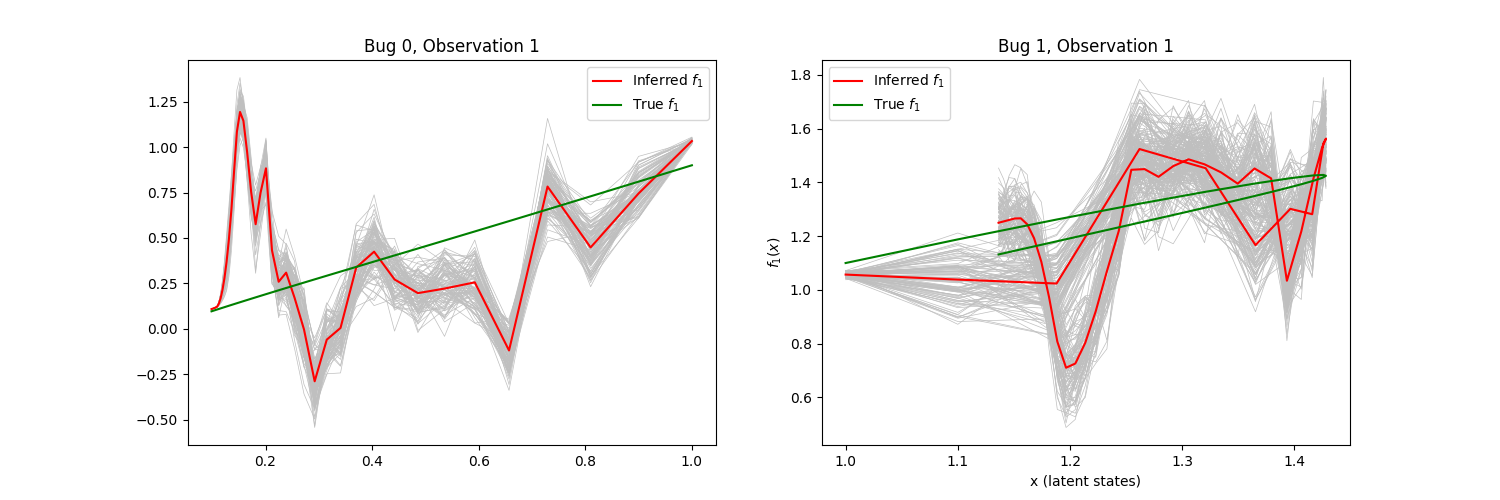 Bug 0, Observation 1
Inferred f₁
True f₁
1.25
1.00
0.75
0.50
0.25
0.00
−0.25
−0.50
0.2 0.4 0.6 0.8 1.0
Bug 1, Observation 1
Inferred f₁
True f₁
1.8
1.6
1.4
1.2
1.0
0.8
0.6
f₁(x)
1.0 1.1 1.2 1.3 1.4
x (latent states)